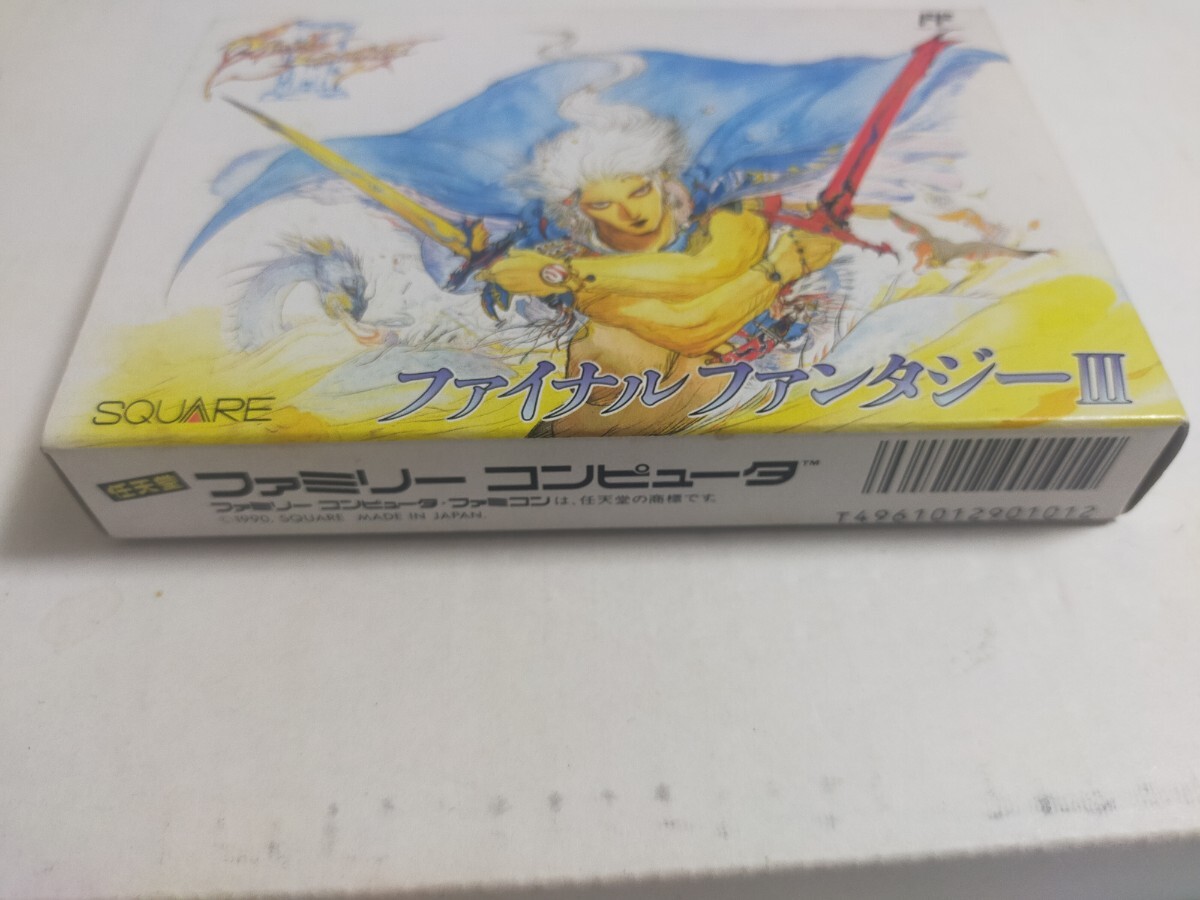 FINAL FANTASY III
SQUARE
ファイナルファンタジーIII
任天堂 ファミリー コンピュータ™
ファミリー コンピュータ・ファミコンは、任天堂の商標です。
©1990, SQUARE MADE IN JAPAN.
T4961012901012